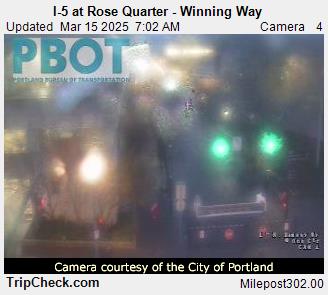 I-5 at Rose Quarter - Winning Way
Updated Mar 15 2025 7:02 AM Camera 4
PBOT
PORTLAND BUREAU OF TRANSPORTATION
Camera courtesy of the City of Portland
TripCheck.com Milepost302.00